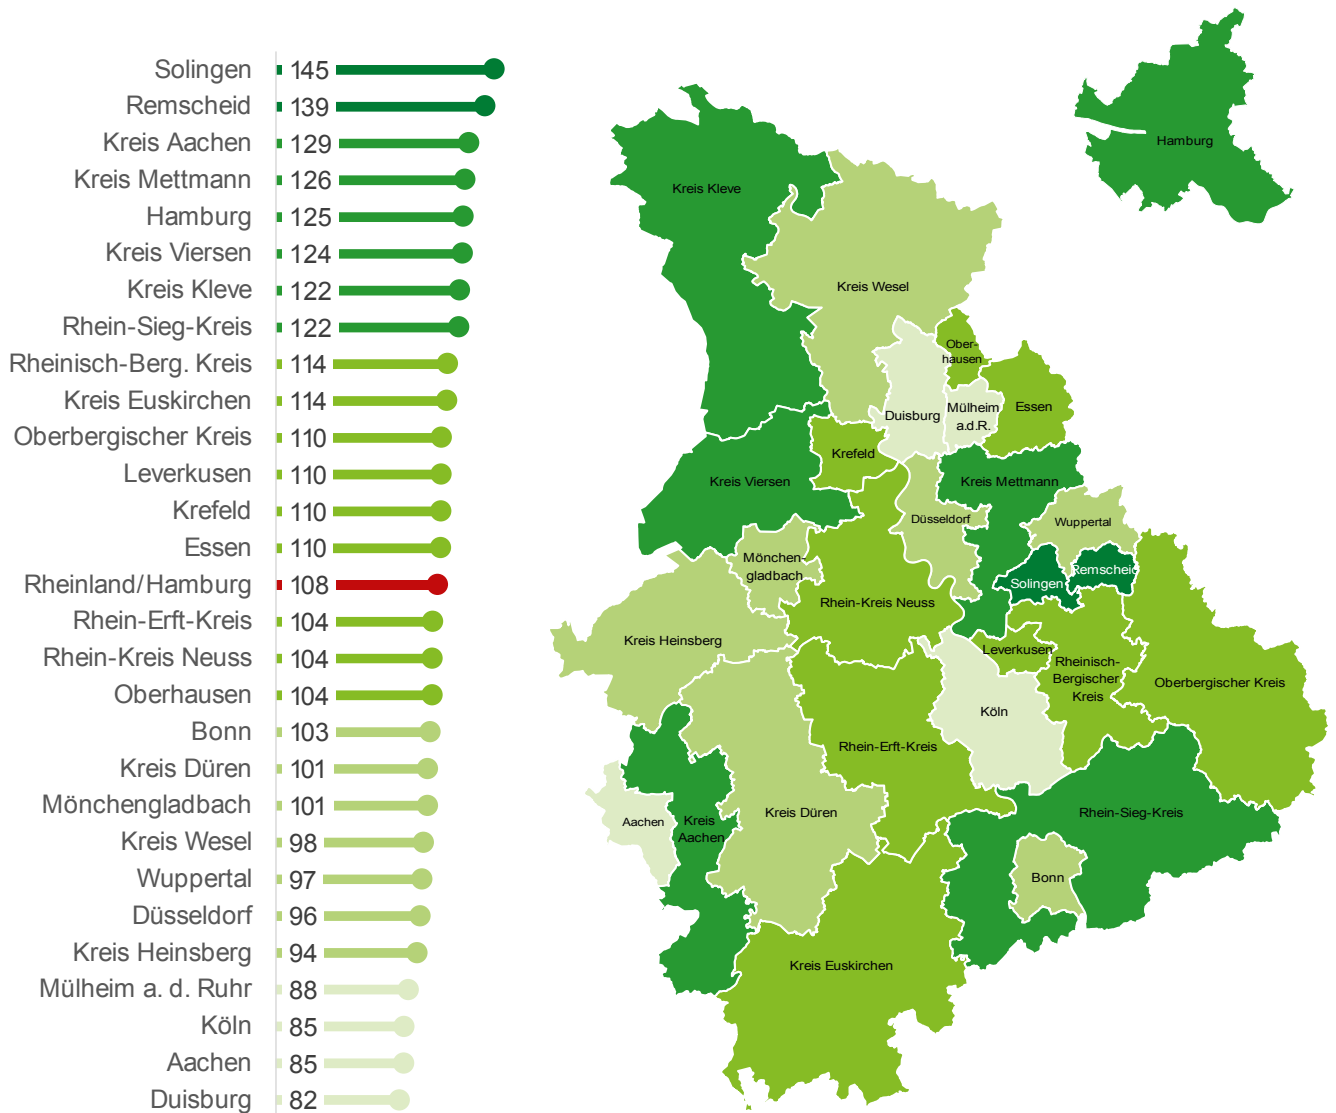 Solingen 145
Remscheid 139
Kreis Aachen 129
Kreis Mettmann 126
Hamburg 125
Kreis Viersen 124
Kreis Kleve 122
Rhein-Sieg-Kreis 122
Rheinisch-Berg. Kreis 114
Kreis Euskirchen 114
Oberbergischer Kreis 110
Leverkusen 110
Krefeld 110
Essen 110
Rheinland/Hamburg 108
Rhein-Erft-Kreis 104
Rhein-Kreis Neuss 104
Oberhausen 104
Bonn 103
Kreis Düren 101
Mönchengladbach 101
Kreis Wesel 98
Wuppertal 97
Düsseldorf 96
Kreis Heinsberg 94
Mülheim a. d. Ruhr 88
Köln 85
Aachen 85
Duisburg 82
Hamburg
Kreis Kleve
Kreis Wesel
Ober-
hausen
Duisburg
Mülheim
a.d.R.
Essen
Krefeld
Kreis Viersen
Kreis Mettmann
Düsseldorf
Wuppertal
Mönchen-
gladbach
Solingen
Remscheid
Rhein-Kreis Neuss
Kreis Heinsberg
Leverkusen
Rheinisch-
Bergischer
Kreis
Oberbergischer Kreis
Köln
Rhein-Erft-Kreis
Kreis Düren
Aachen
Kreis
Aachen
Rhein-Sieg-Kreis
Bonn
Kreis Euskirchen